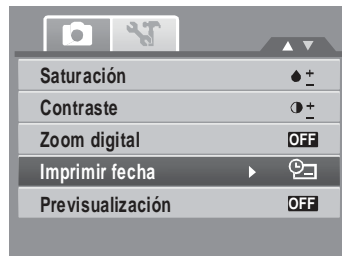 Saturación
Contraste
Zoom digital OFF
Imprimir fecha
Previsualización OFF